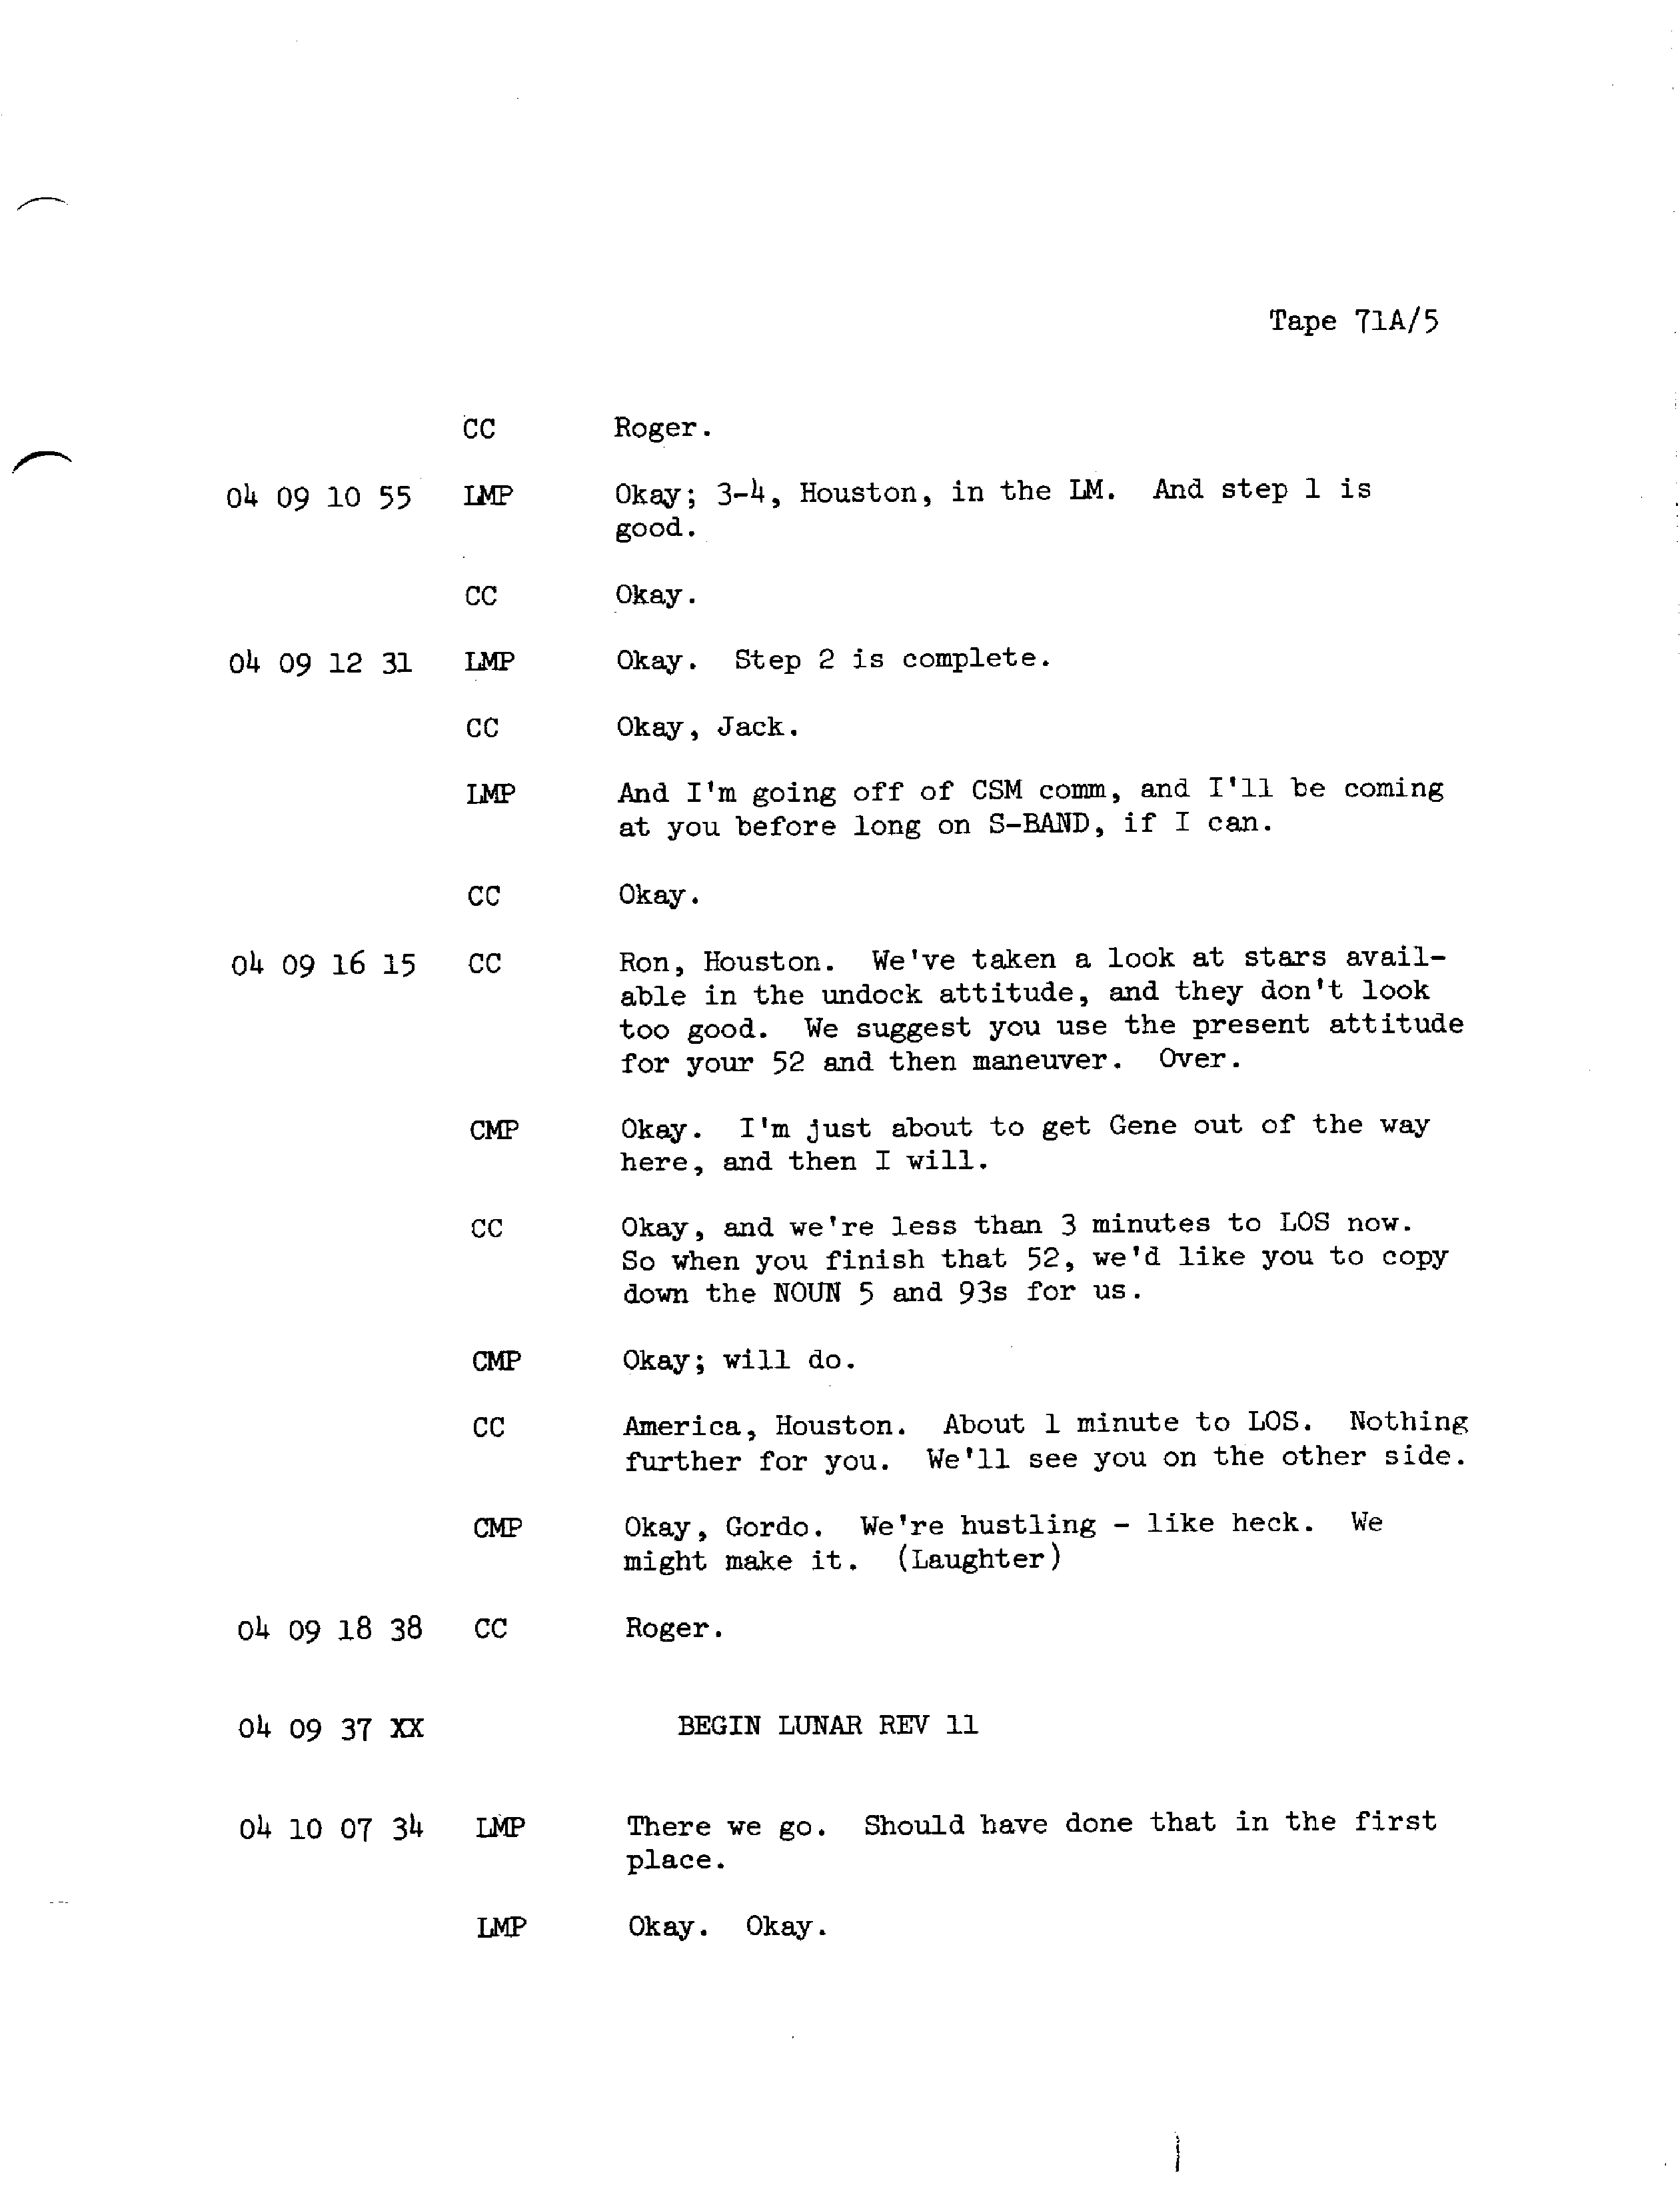 Tape 71A/5
CC Roger.
04 09 10 55 LMP Okay; 3-4, Houston, in the LM. And step 1 is
good.
CC Okay.
04 09 12 31 LMP Okay. Step 2 is complete.
CC Okay, Jack.
LMP And I'm going off of CSM comm, and I'll be coming
at you before long on S-BAND, if I can.
CC Okay.
04 09 16 15 CC Ron, Houston. We've taken a look at stars avail-
able in the undock attitude, and they don't look
too good. We suggest you use the present attitude
for your 52 and then maneuver. Over.
CMP Okay. I'm just about to get Gene out of the way
here, and then I will.
CC Okay, and we're less than 3 minutes to LOS now.
So when you finish that 52, we'd like you to copy
down the NOUN 5 and 93s for us.
CMP Okay; will do.
CC America, Houston. About 1 minute to LOS. Nothing
further for you. We'll see you on the other side.
CMP Okay, Gordo. We're hustling - like heck. We
might make it. (Laughter)
04 09 18 38 CC Roger.
04 09 37 XX BEGIN LUNAR REV 11
04 10 07 34 LMP There we go. Should have done that in the first
place.
LMP Okay. Okay.